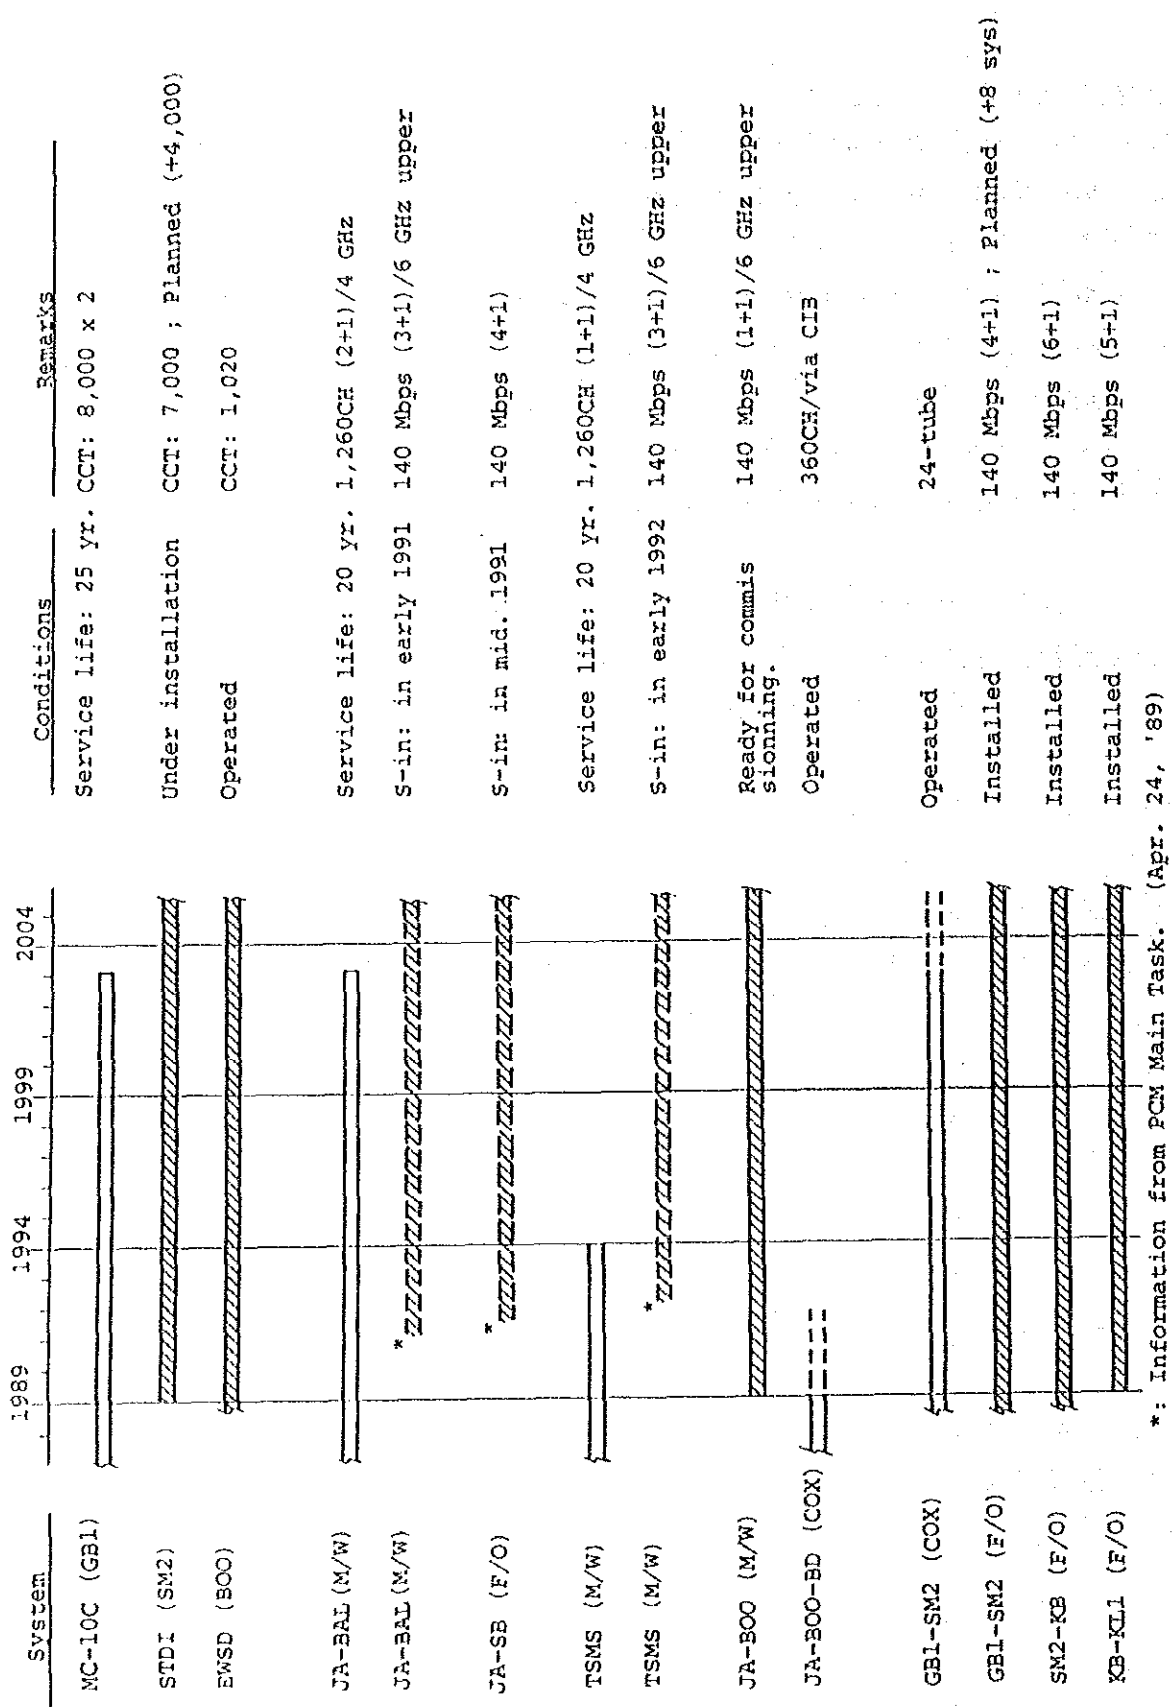 System 1989 1994 1999 2004 Conditions Remarks
MC-10C (GB1) Service life: 25 yr. CCT: 8,000 x 2
STDI (SM2) Under installation CCT: 7,000 ; Planned (+4,000)
EWSD (BOO) Operated CCT: 1,020
JA-BAL(M/W) Service life: 20 yr. 1,260CH (2+1)/4 GHz
JA-BAL(M/W) * S-in: in early 1991 140 Mbps (3+1)/6 GHz upper
JA-SB (F/O) * S-in: in mid. 1991 140 Mbps (4+1)
TSMS (M/W) Service life: 20 yr. 1,260CH (1+1)/4 GHz
TSMS (M/W) * S-in: in early 1992 140 Mbps (3+1)/6 GHz upper
JA-BOO (M/W) Ready for commis 140 Mbps (1+1)/6 GHz upper
sionning.
JA-BOO-BD (COX) Operated 360CH/via CIB
GB1-SM2 (COX) Operated 24-tube
GB1-SM2 (F/O) Installed 140 Mbps (4+1) ; Planned (+8 sys)
SM2-KB (F/O) Installed 140 Mbps (6+1)
KB-KL1 (F/O) Installed 140 Mbps (5+1)
*: Information from PCM Main Task. (Apr. 24, '89)